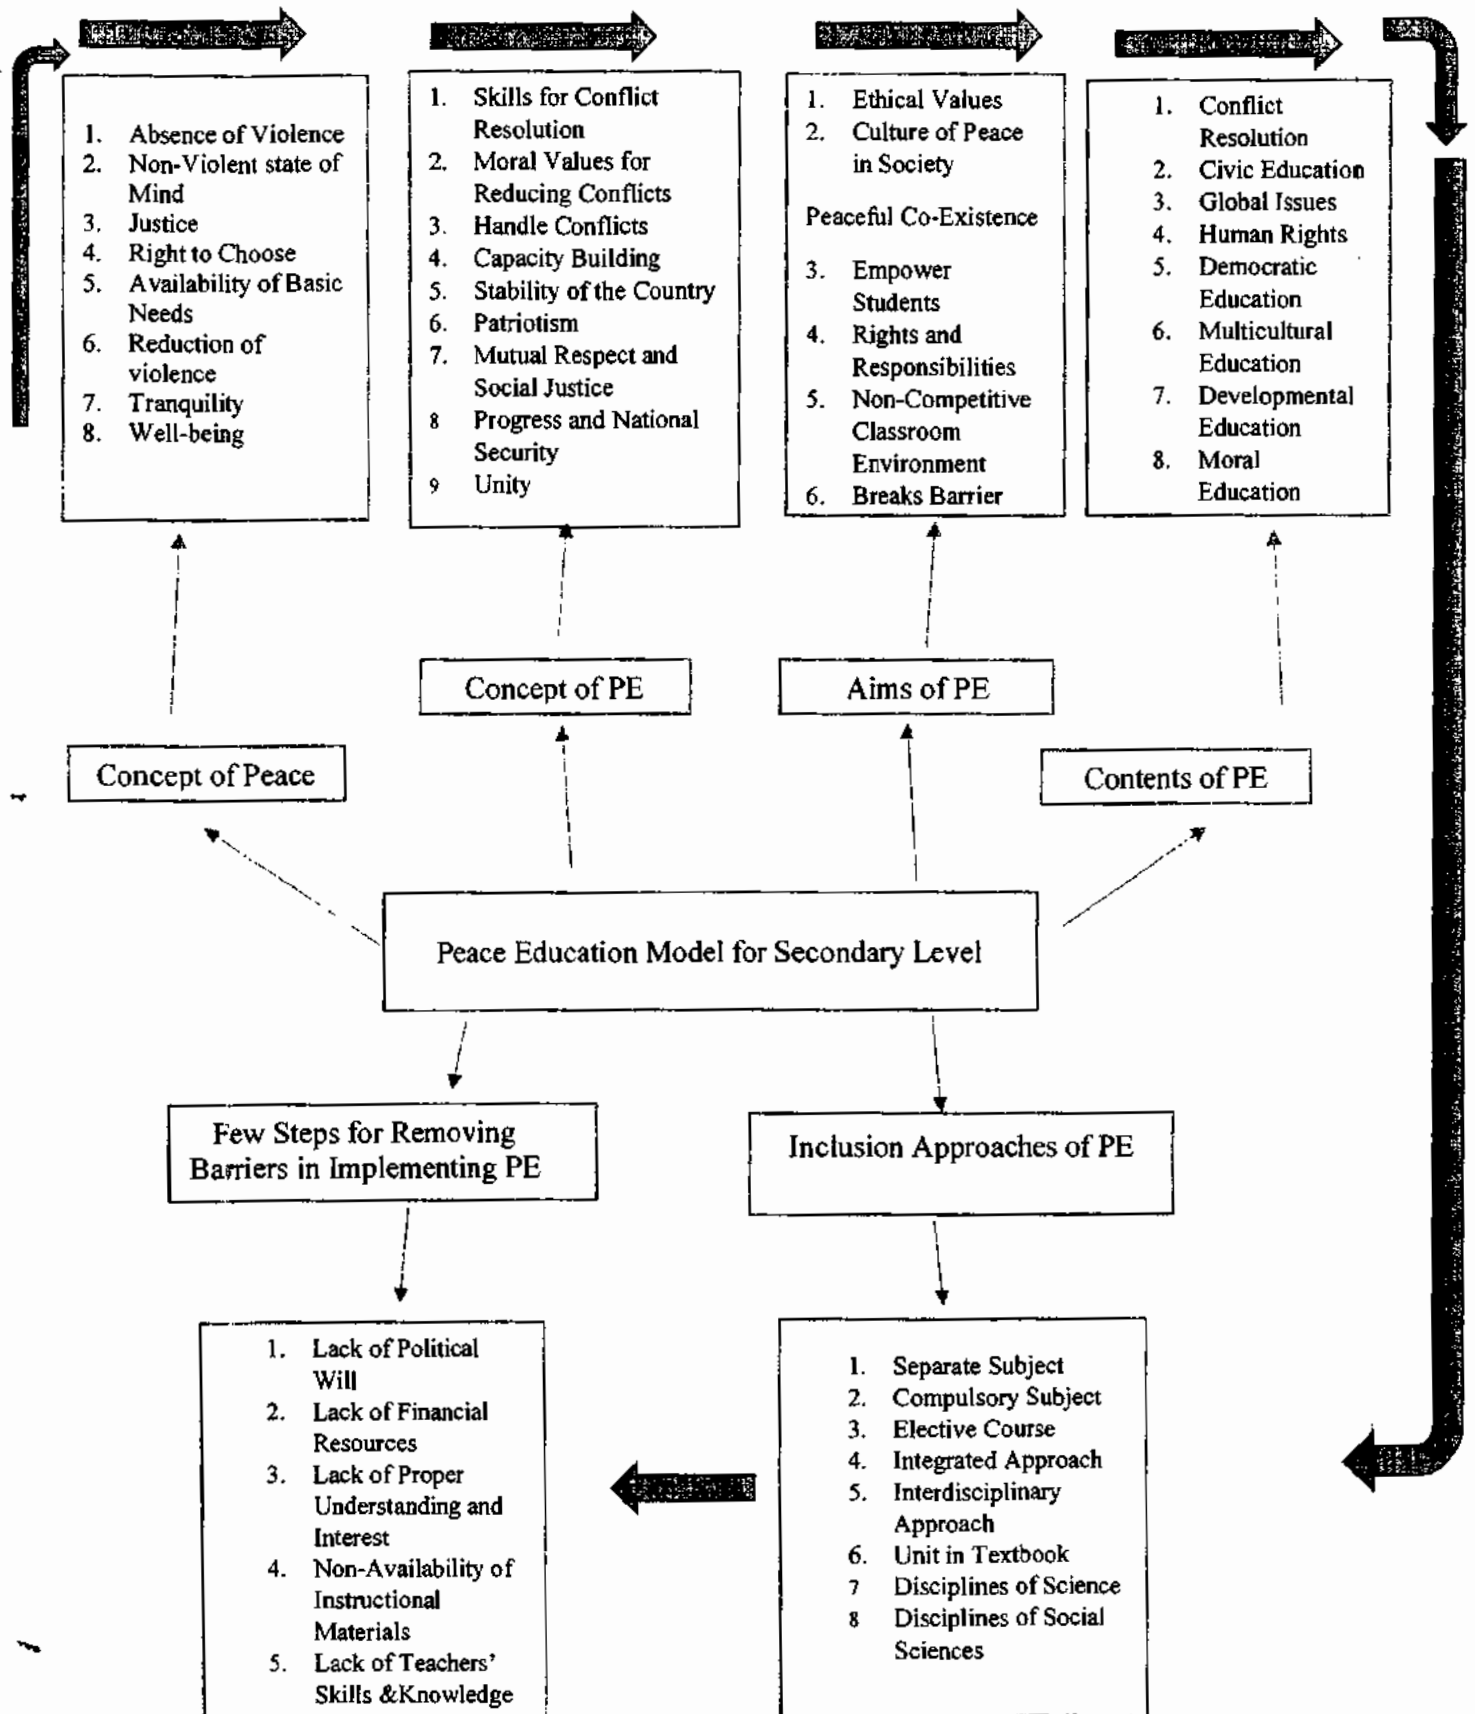 1. Absence of Violence
2. Non-Violent state of
Mind
3. Justice
4. Right to Choose
5. Availability of Basic
Needs
6. Reduction of
violence
7. Tranquility
8. Well-being
1. Skills for Conflict
Resolution
2. Moral Values for
Reducing Conflicts
3. Handle Conflicts
4. Capacity Building
5. Stability of the Country
6. Patriotism
7. Mutual Respect and
Social Justice
8 Progress and National
Security
9 Unity
1. Ethical Values
2. Culture of Peace
in Society
Peaceful Co-Existence
3. Empower
Students
4. Rights and
Responsibilities
5. Non-Competitive
Classroom
Environment
6. Breaks Barrier
1. Conflict
Resolution
2. Civic Education
3. Global Issues
4. Human Rights
5. Democratic
Education
6. Multicultural
Education
7. Developmental
Education
8. Moral
Education
Concept of Peace
Concept of PE
Aims of PE
Contents of PE
Peace Education Model for Secondary Level
Few Steps for Removing
Barriers in Implementing PE
Inclusion Approaches of PE
1. Lack of Political
Will
2. Lack of Financial
Resources
3. Lack of Proper
Understanding and
Interest
4. Non-Availability of
Instructional
Materials
5. Lack of Teachers'
Skills &Knowledge
1. Separate Subject
2. Compulsory Subject
3. Elective Course
4. Integrated Approach
5. Interdisciplinary
Approach
6. Unit in Textbook
7 Disciplines of Science
8 Disciplines of Social
Sciences